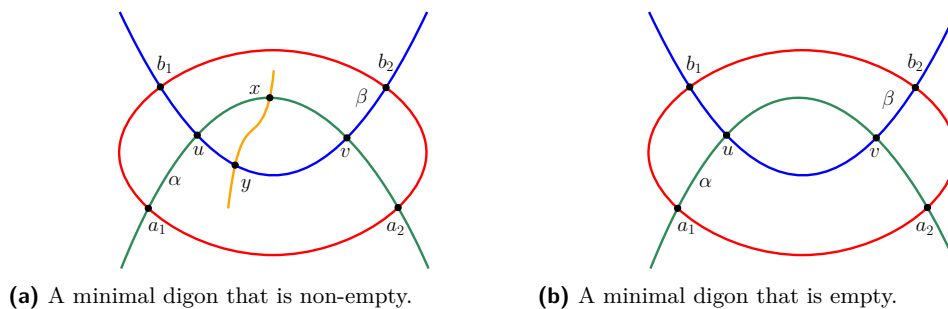 b₁ b₂ b₁ b₂
x β β
u y v u v
α α
a₁ a₂ a₁ a₂
(a) A minimal digon that is non-empty. (b) A minimal digon that is empty.